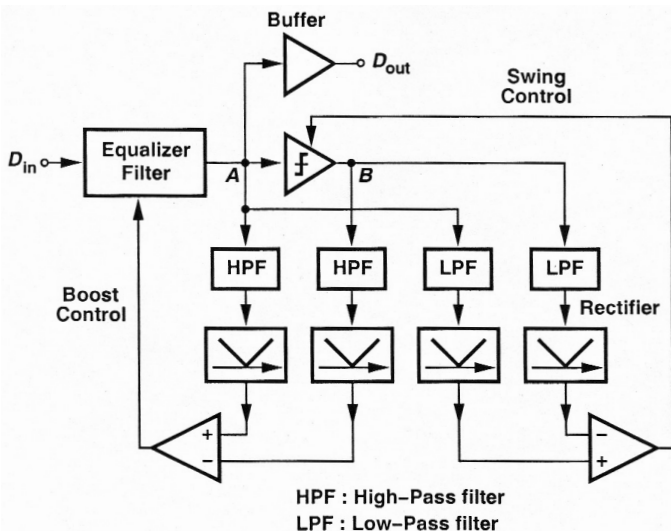 Buffer
Dout
Swing
Control
Equalizer
Filter
Din
A
B
HPF
HPF
LPF
LPF
Boost
Control
Rectifier
+
−
−
+
HPF : High−Pass filter
LPF : Low−Pass filter